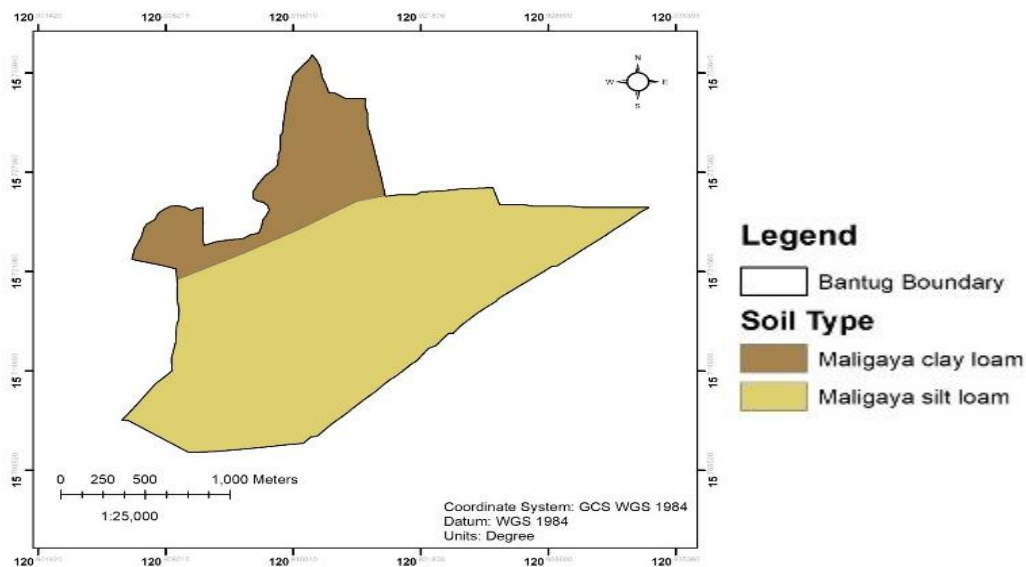 120 120 120 120 120 120
N
W E
S
15 15
15 15
15 15
15 15
15 15
Legend
Bantug Boundary
Soil Type
Maligaya clay loam
Maligaya silt loam
0 250 500 1,000 Meters
1:25,000
Coordinate System: GCS WGS 1984
Datum: WGS 1984
Units: Degree
120 120 120 120 120 120